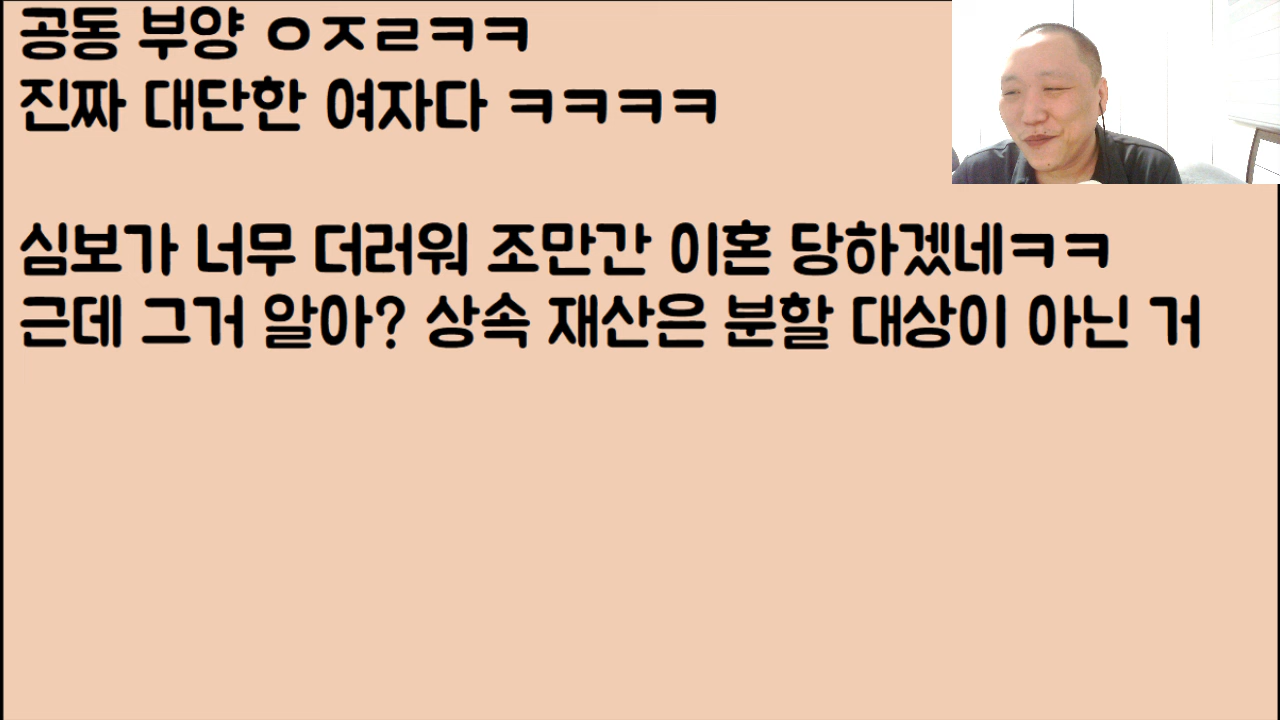 공동 부양 ㅇㅈㄹㅋㅋ
진짜 대단한 여자다 ㅋㅋㅋㅋ
심보가 너무 더러워 조만간 이혼 당하겠네ㅋㅋ
근데 그거 알아? 상속 재산은 분할 대상이 아닌 거